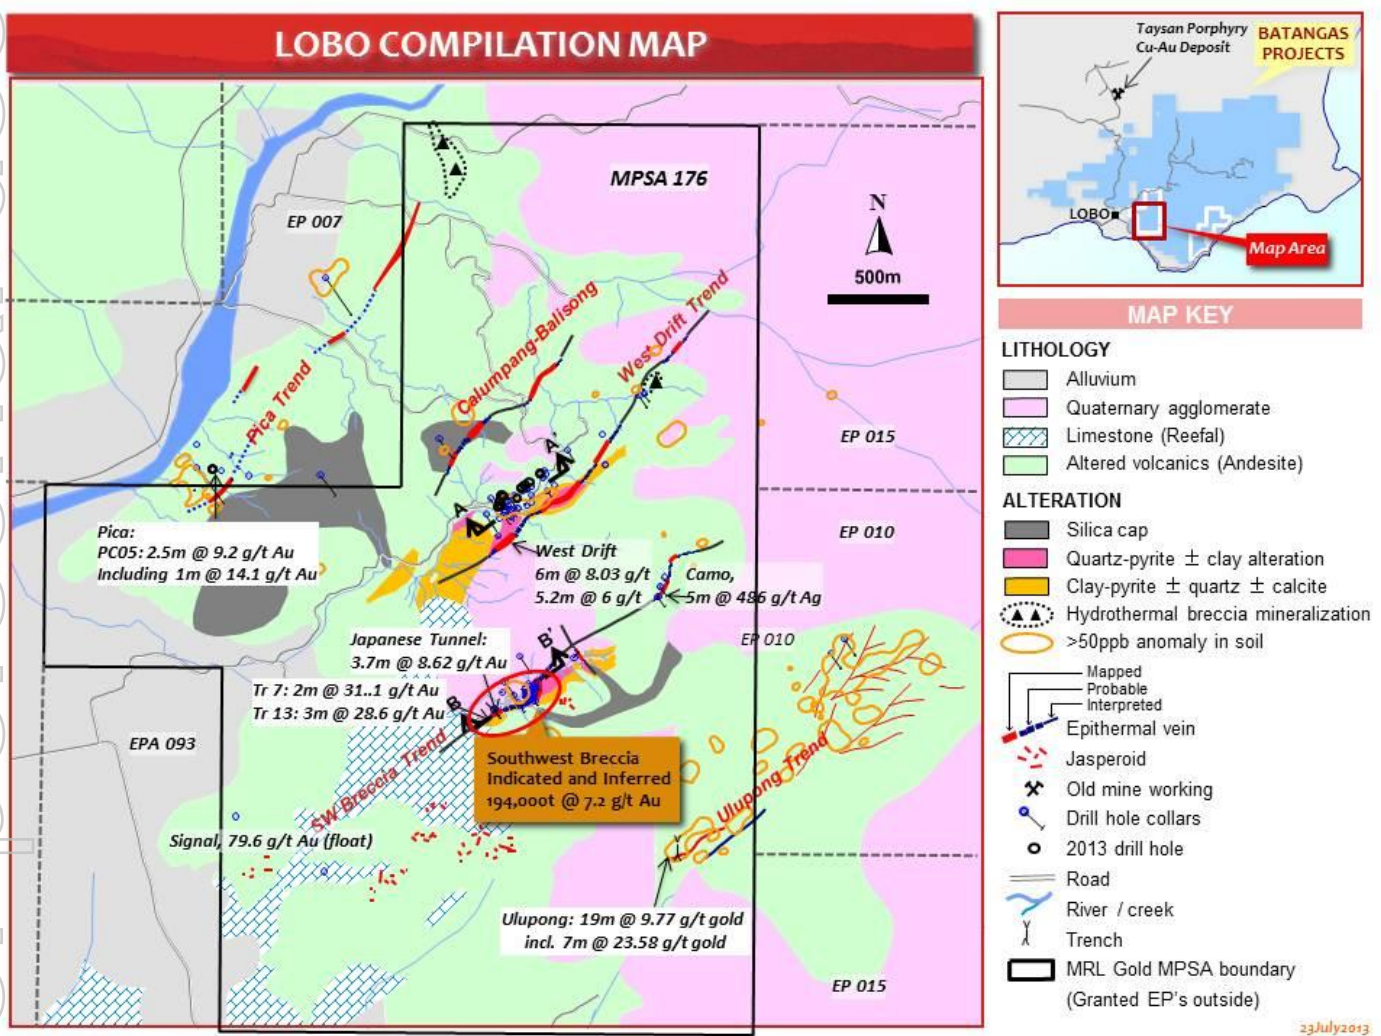 LOBO COMPILATION MAP
Taysan Porphyry
Cu-Au Deposit
BATANGAS
PROJECTS
LOBO
Map Area
MPSA 176
EP 007
N
500m
Pica Trend
Calumpang-Balisong
West Drift Trend
A'
A
EP 015
EP 010
Pica:
PC05: 2.5m @ 9.2 g/t Au
Including 1m @ 14.1 g/t Au
West Drift
6m @ 8.03 g/t
5.2m @ 6 g/t
Camo,
5m @ 486 g/t Ag
Japanese Tunnel:
3.7m @ 8.62 g/t Au
B'
EP 010
Tr 7: 2m @ 31..1 g/t Au
Tr 13: 3m @ 28.6 g/t Au
B
EPA 093
SW Breccia Trend
Southwest Breccia
Indicated and Inferred
194,000t @ 7.2 g/t Au
Ulupong Trend
Signal, 79.6 g/t Au (float)
Ulupong: 19m @ 9.77 g/t gold
incl. 7m @ 23.58 g/t gold
EP 015
MAP KEY
LITHOLOGY
Alluvium
Quaternary agglomerate
Limestone (Reefal)
Altered volcanics (Andesite)
ALTERATION
Silica cap
Quartz-pyrite ± clay alteration
Clay-pyrite ± quartz ± calcite
Hydrothermal breccia mineralization
>50ppb anomaly in soil
Mapped
Probable
Interpreted
Epithermal vein
Jasperoid
Old mine working
Drill hole collars
2013 drill hole
Road
River / creek
Trench
MRL Gold MPSA boundary
(Granted EP's outside)
23July2013